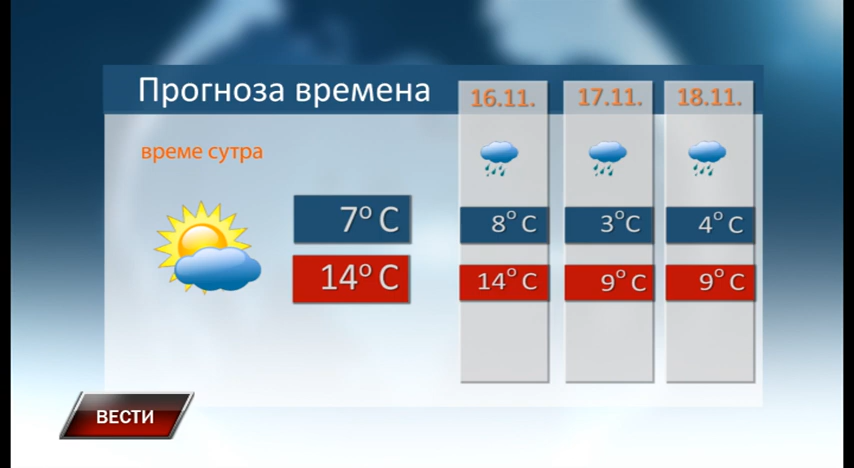 Прогноза времена
време сутра
7° C
14° C
16.11.
8° C
14° C
17.11.
3°C
9° C
18.11.
4° C
9° C
ВЕСТИ